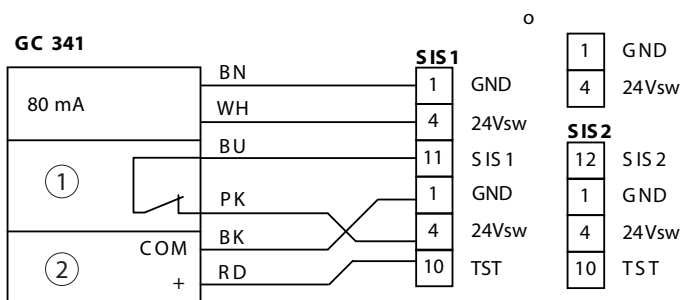 o
GC 341
80 mA
1
2
COM
+
BN
WH
BU
PK
BK
RD
SIS1
1 GND
4 24Vsw
11 SIS1
1 GND
4 24Vsw
10 TST
1 GND
4 24Vsw
SIS2
12 SIS2
1 GND
4 24Vsw
10 TST